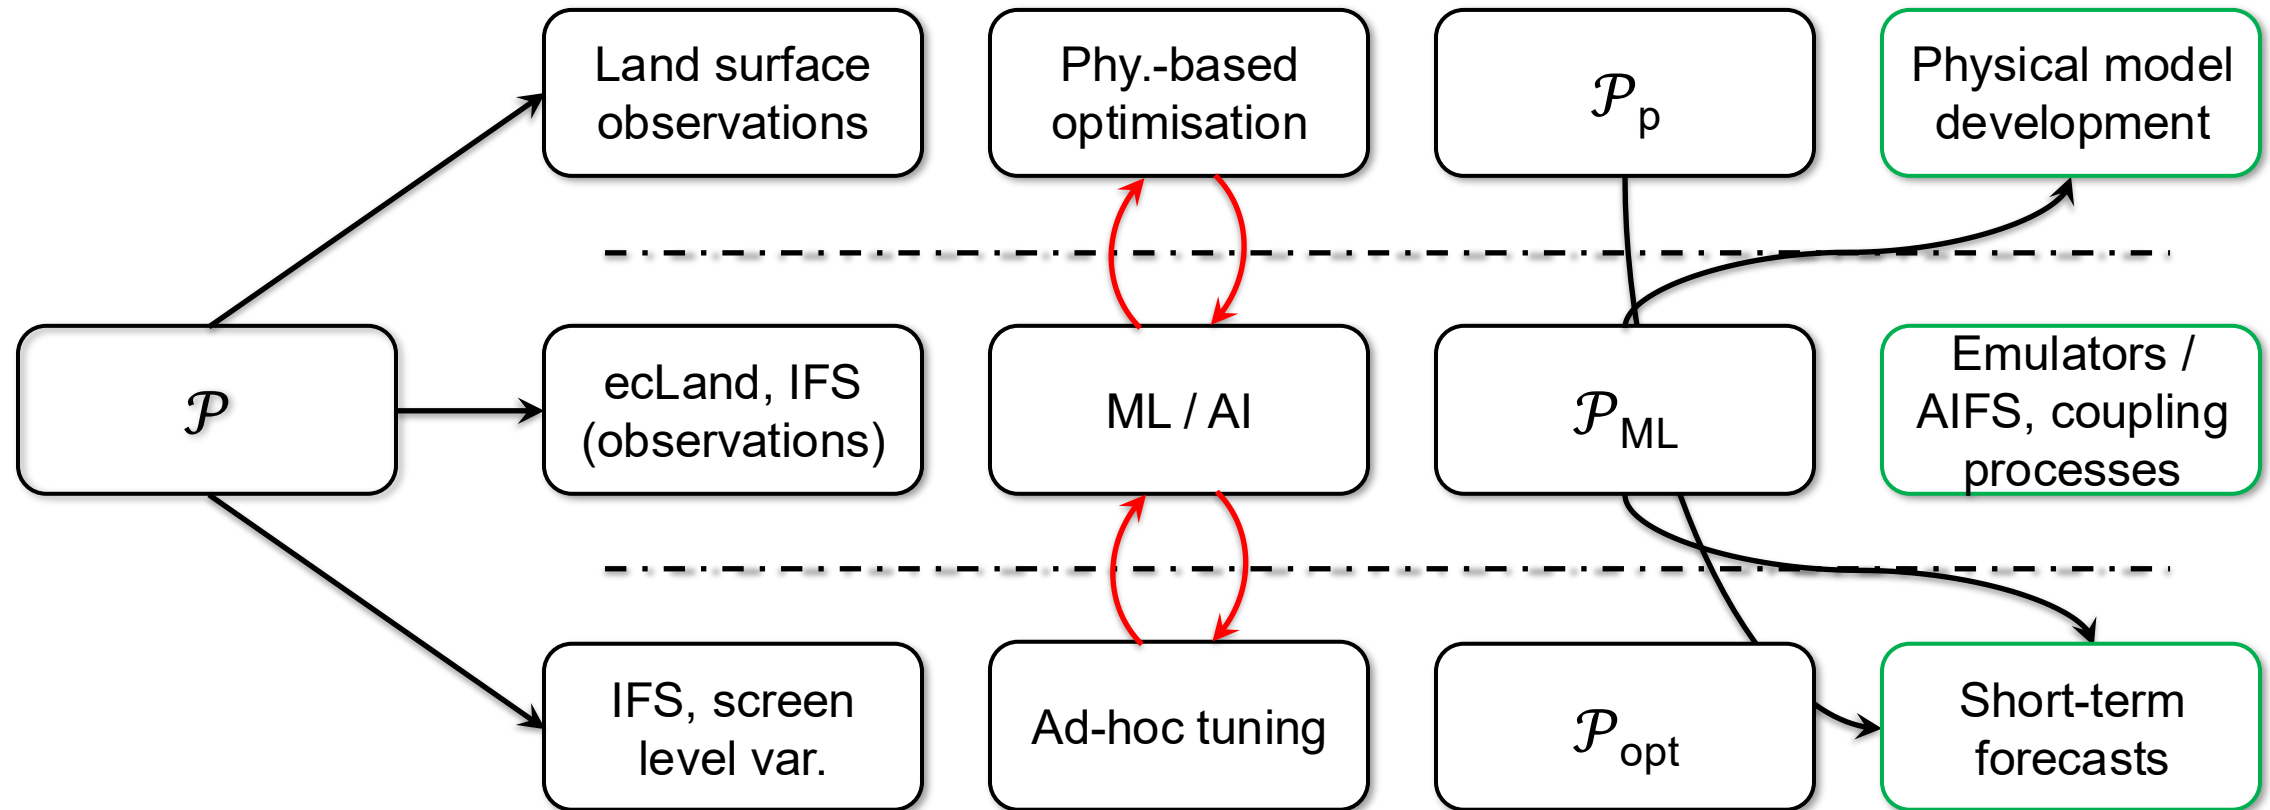 Land surface
observations
Phy.-based
optimisation
𝒫p
Physical model
development
𝒫
ecLand, IFS
(observations)
ML / AI
𝒫ML
Emulators /
AIFS, coupling
processes
IFS, screen
level var.
Ad-hoc tuning
𝒫opt
Short-term
forecasts